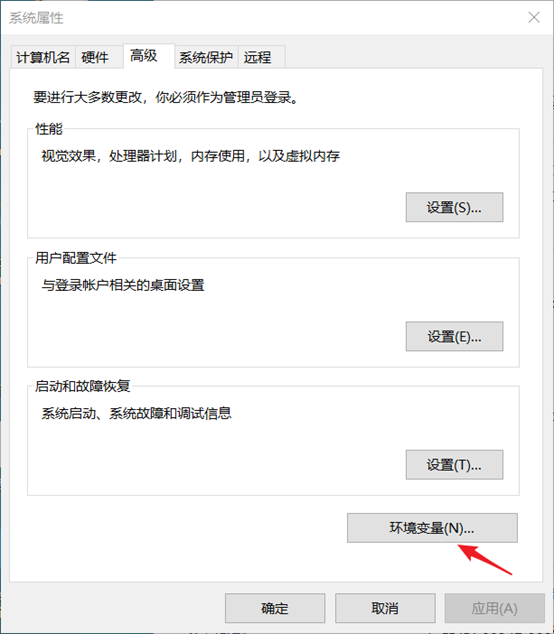 系统属性
计算机名 硬件 高级 系统保护 远程
要进行大多数更改，你必须作为管理员登录。
性能
视觉效果，处理器计划，内存使用，以及虚拟内存
设置(S)...
用户配置文件
与登录帐户相关的桌面设置
设置(E)...
启动和故障恢复
系统启动、系统故障和调试信息
设置(T)...
环境变量(N)...
确定 取消 应用(A)